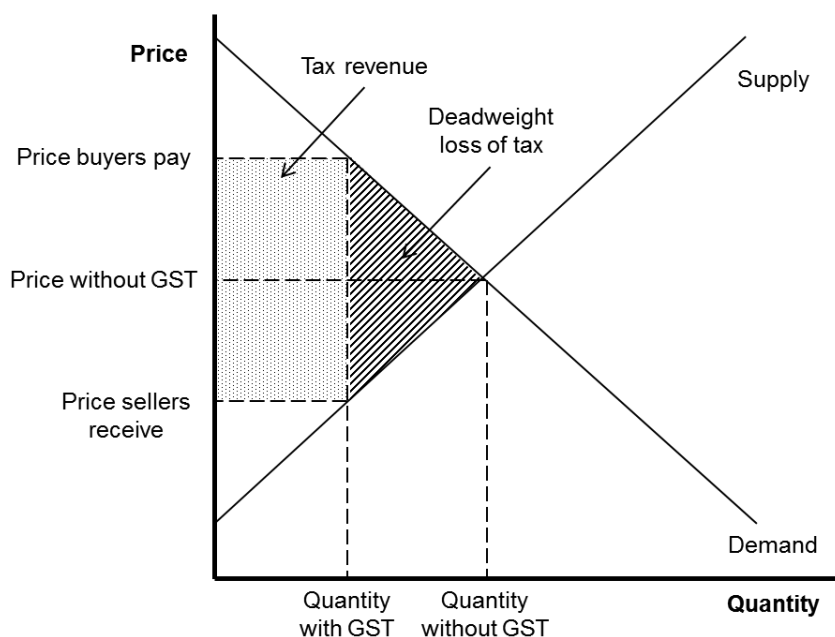 Price
Tax revenue
Supply
Deadweight
loss of tax
Price buyers pay
Price without GST
Price sellers
receive
Demand
Quantity
with GST
Quantity
without GST
Quantity